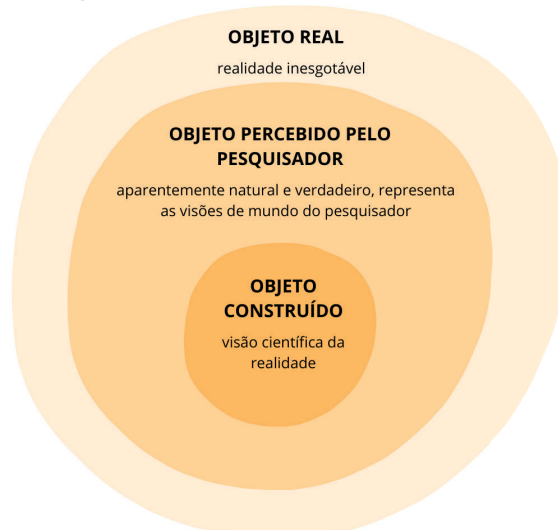 OBJETO REAL
realidade inesgotável
OBJETO PERCEBIDO PELO
PESQUISADOR
aparentemente natural e verdadeiro, representa
as visões de mundo do pesquisador
OBJETO
CONSTRUÍDO
visão científica da
realidade